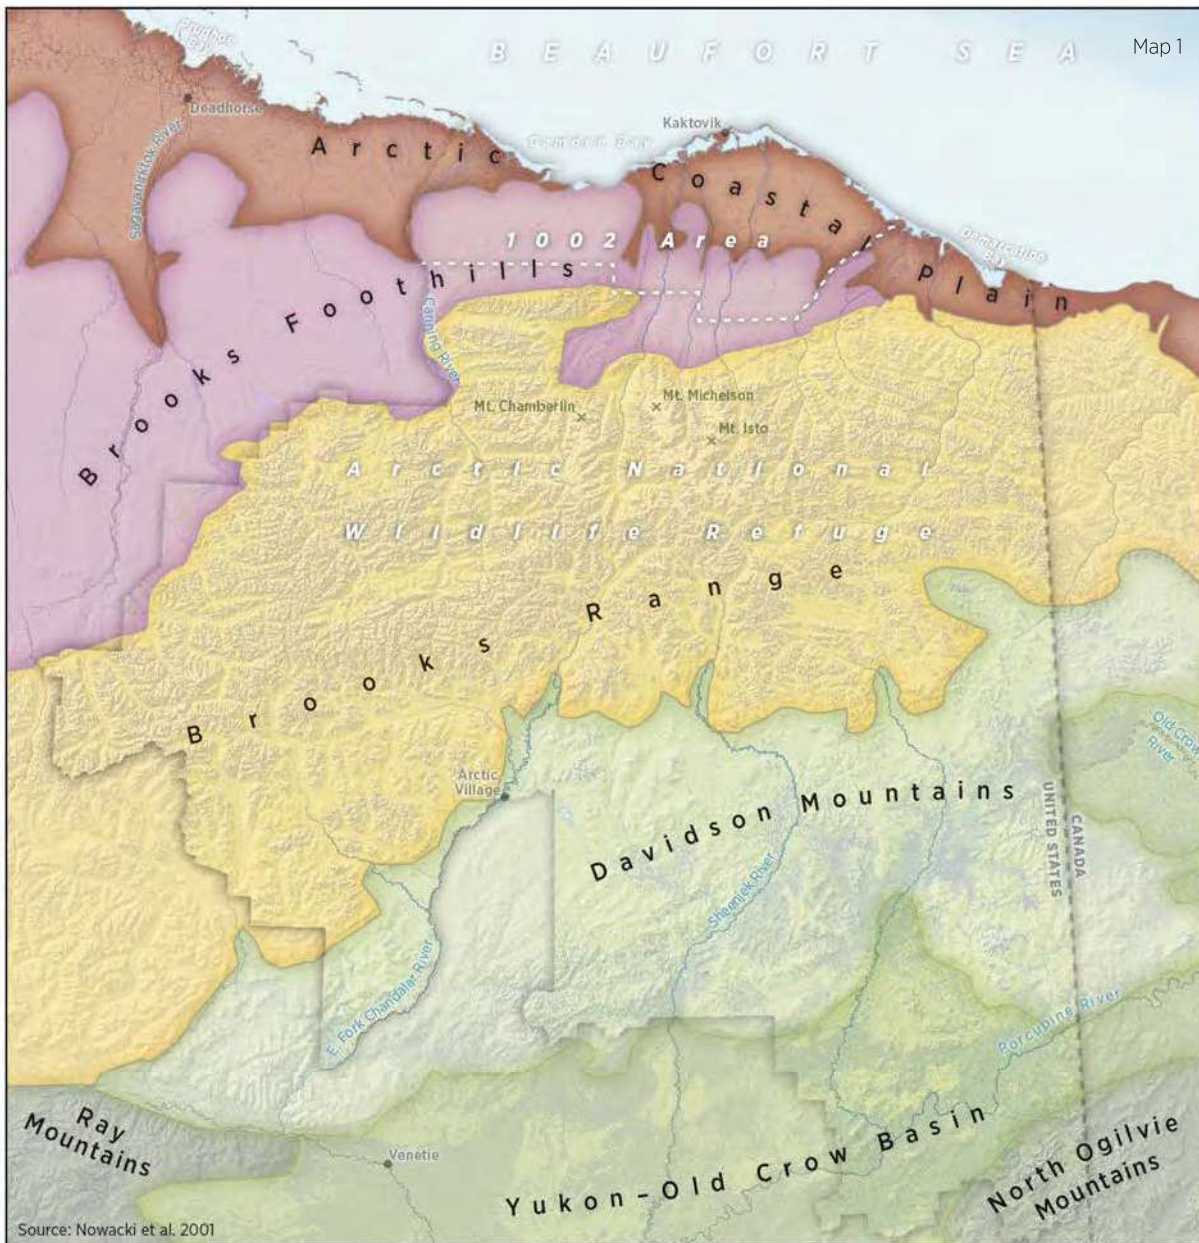 Map 1
BEAUFORT SEA
Prudhoe
Bay
Deadhorse
Sagavanirktok River
Kaktovik
Camden Bay
Arctic Coastal Plain
1002 Area
Demarcation
Bay
Brooks Foothills
Canning River
Mt. Chamberlin
Mt. Michelson
Mt. Isto
Arctic National
Wildlife Refuge
Brooks Range
Old Crow
River
Arctic
Village
Davidson Mountains
UNITED STATES
CANADA
Sheenjek River
E. Fork Chandalar River
Porcubine River
Ray
Mountains
Venetie
Yukon-Old Crow Basin
North Ogilvie
Mountains
Source: Nowacki et al. 2001